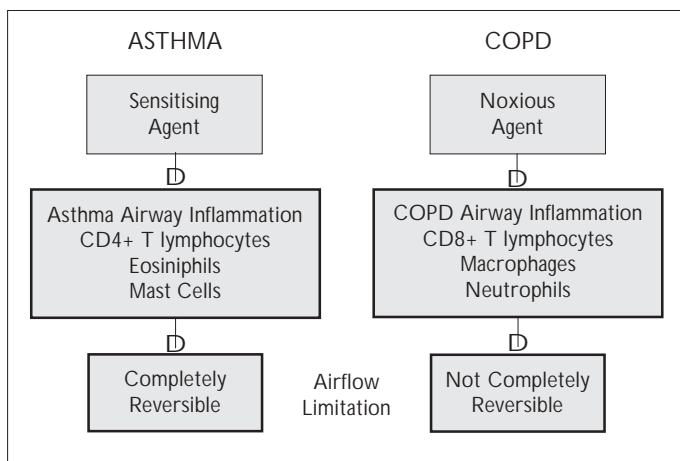 ASTHMA
Sensitising
Agent
D
Asthma Airway Inflammation
CD4+ T lymphocytes
Eosiniphils
Mast Cells
D
Completely
Reversible
Airflow
Limitation
COPD
Noxious
Agent
D
COPD Airway Inflammation
CD8+ T lymphocytes
Macrophages
Neutrophils
D
Not Completely
Reversible